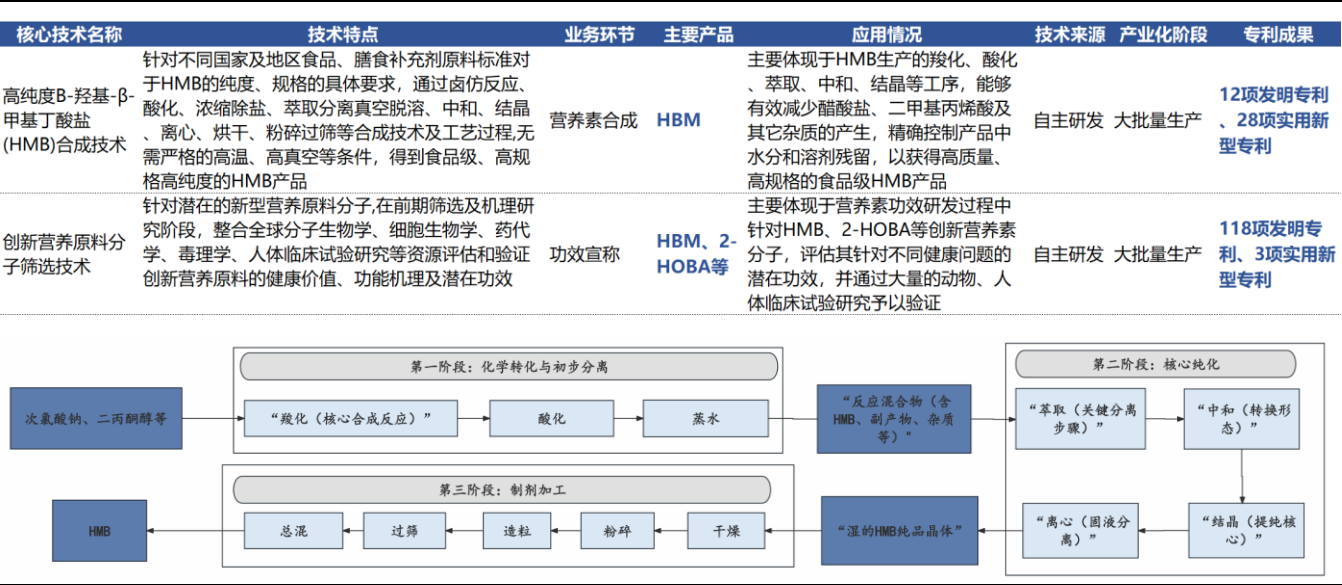 核心技术名称 技术特点 业务环节 主要产品 应用情况 技术来源 产业化阶段 专利成果
高纯度B-羟基-β-
甲基丁酸盐
(HMB)合成技术
针对不同国家及地区食品、膳食补充剂原料标准对
于HMB的纯度、规格的具体要求，通过卤仿反应、
酸化、浓缩除盐、萃取分离真空脱溶、中和、结晶
、离心、烘干、粉碎过筛等合成技术及工艺过程,无
需严格的高温、高真空等条件，得到食品级、高规
格高纯度的HMB产品
营养素合成
HBM
主要体现于HMB生产的羧化、酸化
、萃取、中和、结晶等工序，能够
有效减少醋酸盐、二甲基丙烯酸及
其它杂质的产生，精确控制产品中
水分和溶剂残留，以获得高质量、
高规格的食品级HMB产品
自主研发
大批量生产
12项发明专利
、28项实用新
型专利
创新营养原料分
子筛选技术
针对潜在的新型营养原料分子,在前期筛选及机理研
究阶段，整合全球分子生物学、细胞生物学、药代
学、毒理学、人体临床试验研究等资源评估和验证
创新营养原料的健康价值、功能机理及潜在功效
功效宣称
HBM、2-
HOBA等
主要体现于营养素功效研发过程中
针对HMB、2-HOBA等创新营养素
分子，评估其针对不同健康问题的
潜在功效，并通过大量的动物、人
体临床试验研究予以验证
自主研发
大批量生产
118项发明专
利、3项实用新
型专利
次氯酸钠、二丙酮醇等
第一阶段：化学转化与初步分离
“羧化（核心合成反应）”
酸化
蒸水
“反应混合物（含
HMB、副产物、杂质
等）"
第二阶段：核心纯化
“萃取（关键分离
步骤）”
“中和（转换形
态）”
“结晶（提纯核
心）”
“离心（固液分
离）”
“湿的HMB纯品晶体”
第三阶段：制剂加工
干燥
粉碎
造粒
过筛
总混
HMB